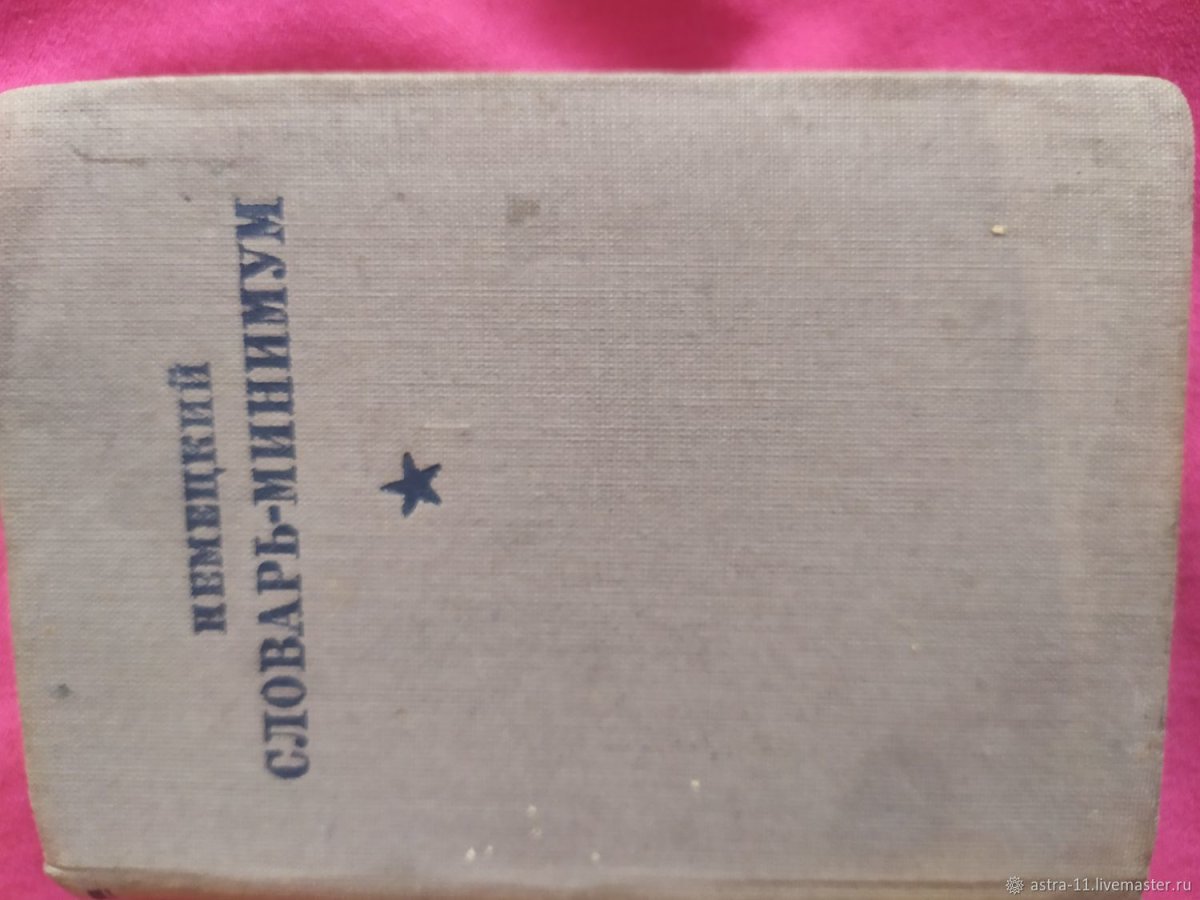 НЕМЕЦКИЙ
СЛОВАРЬ-МИНИМУМ
astra-11.livemaster.ru